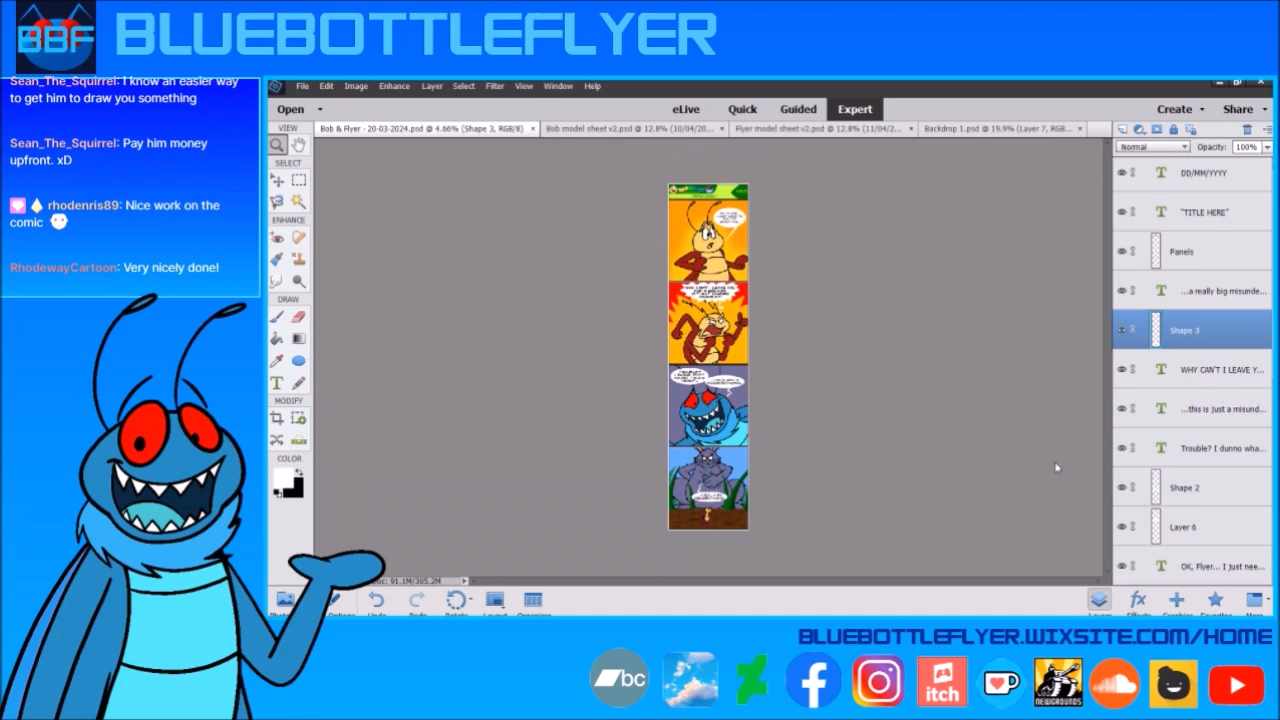 BBF
BLUEBOTTLEFLYER
Sean_The_Squirrel: I know an easier way
to get him to draw you something
Sean_The_Squirrel: Pay him money
upfront. xD
rhodenris89: Nice work on the
comic
RhodewayCartoon: Very nicely done!
File Edit Image Enhance Layer Select Filter View Window Help
Open
eLive Quick Guided Expert
Create Share
VIEW
Bob & Flyer - 20-03-2024.psd @ 4.66% (Shape 3, RGB/8)
Bob model sheet v2.psd @ 12.8% (10/04/20...
Flyer model sheet v2.psd @ 12.8% (11/04/2...
Backdrop 1.psd @ 19.9% (Layer 7, RGB...
SELECT
ENHANCE
DRAW
MODIFY
COLOR
Normal
Opacity: 100%
DD/MM/YYYY
"TITLE HERE"
Panels
...a really big misunde...
Shape 3
WHY CAN'T I LEAVE Y...
...this is just a misund...
Trouble? I dunno wha...
Shape 2
Layer 6
OK, Flyer... I just nee...
91.1M/305.2M
BLUEBOTTLEFLYER.WIXSITE.COM/HOME
bc
itch
NEWGROUNDS